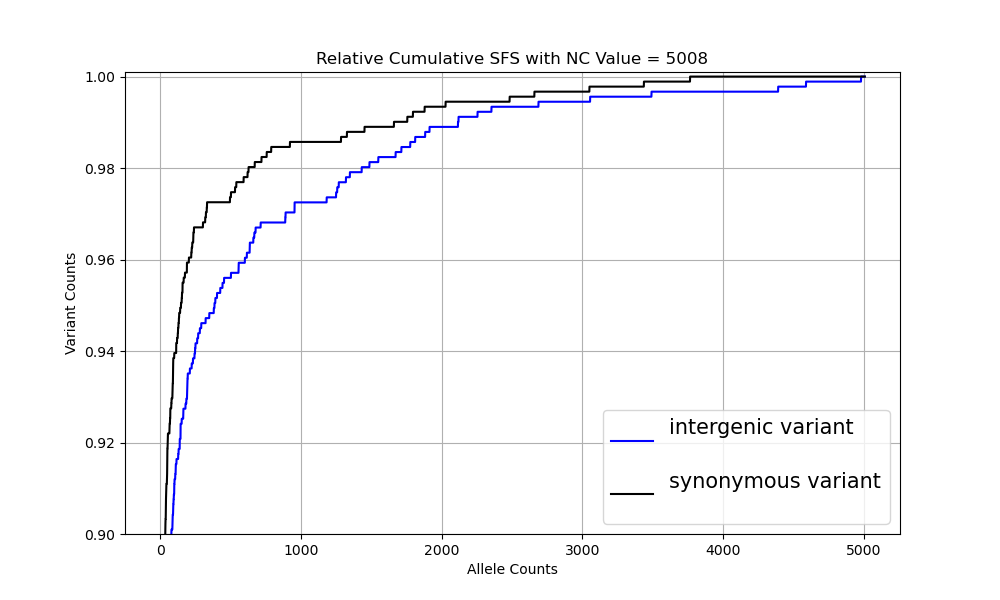 Relative Cumulative SFS with NC Value = 5008
1.00
0.98
0.96
0.94
0.92
0.90
Variant Counts
intergenic variant
synonymous variant
0 1000 2000 3000 4000 5000
Allele Counts